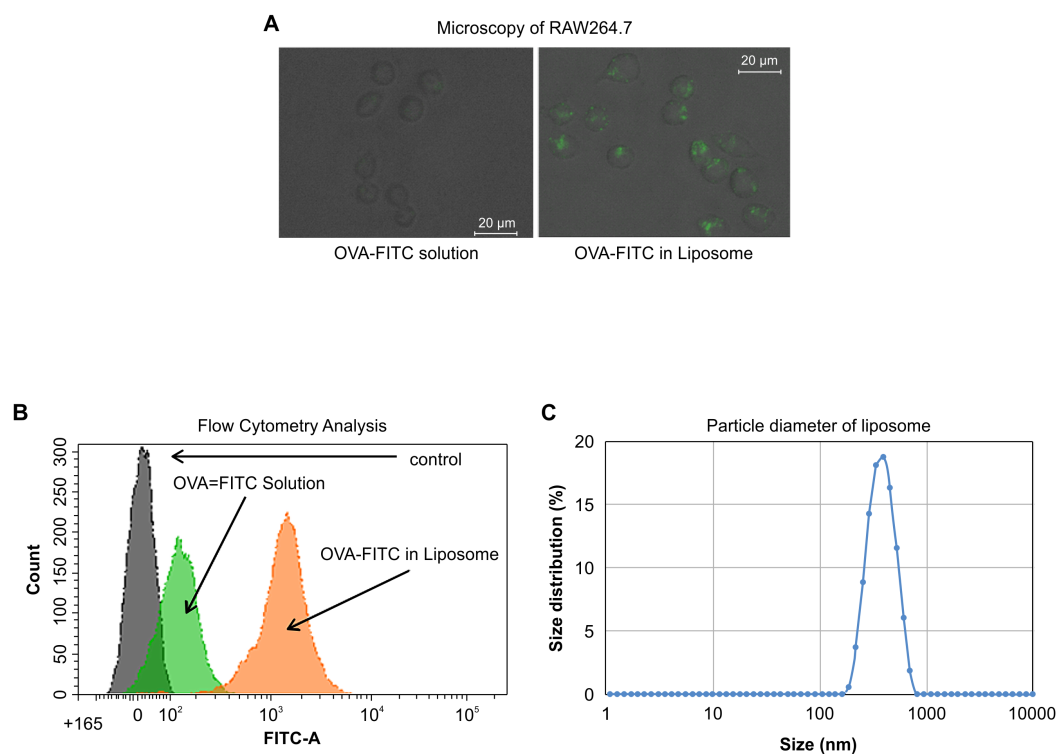 A
Microscopy of RAW264.7
20 µm
20 µm
OVA-FITC solution
OVA-FITC in Liposome
B
Flow Cytometry Analysis
control
OVA=FITC Solution
OVA-FITC in Liposome
Count
300
250
200
150
100
50
0
+165
0
10²
10³
10⁴
10⁵
FITC-A
C
Particle diameter of liposome
Size distribution (%)
20
15
10
5
0
1
10
100
1000
10000
Size (nm)